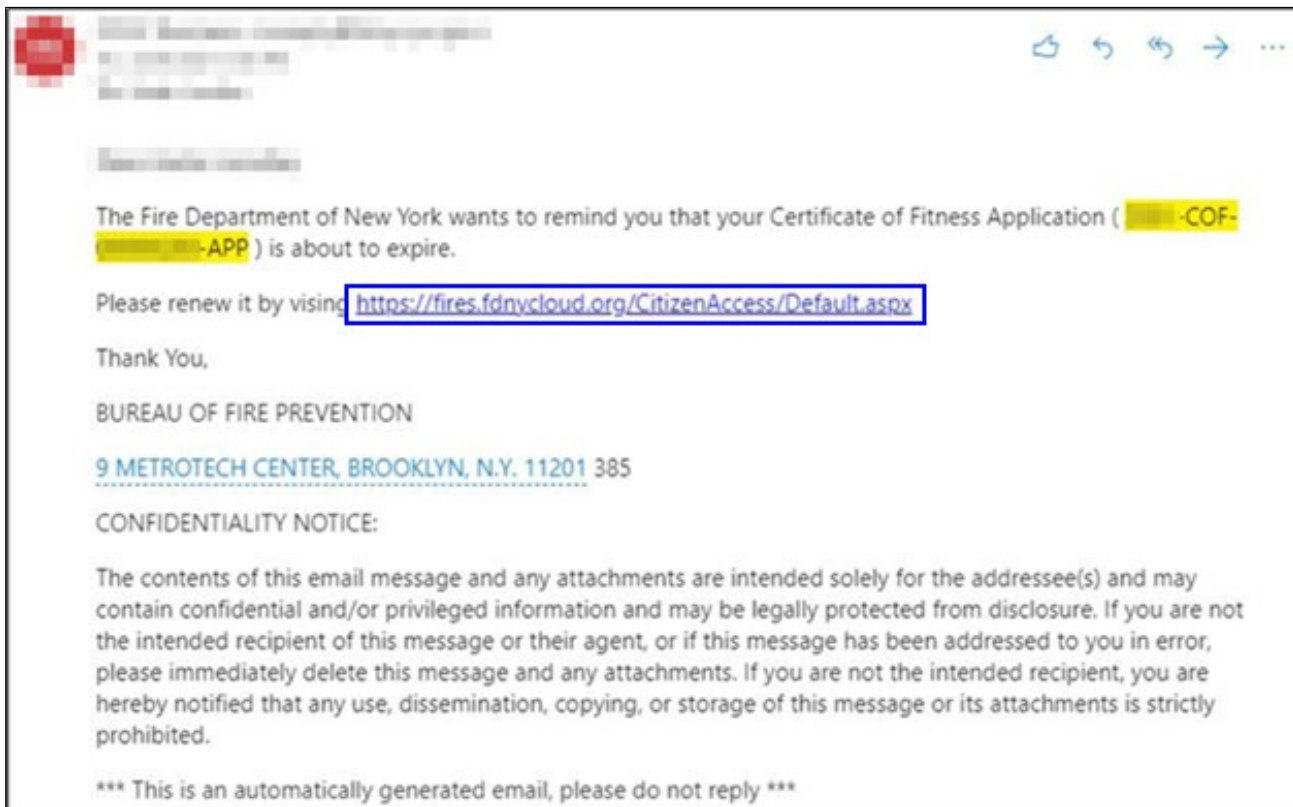 The Fire Department of New York wants to remind you that your Certificate of Fitness Application ( -COF-
-APP ) is about to expire.
Please renew it by vising https://fires.fdnycloud.org/CitizenAccess/Default.aspx
Thank You,
BUREAU OF FIRE PREVENTION
9 METROTECH CENTER, BROOKLYN, N.Y. 11201 385
CONFIDENTIALITY NOTICE:
The contents of this email message and any attachments are intended solely for the addressee(s) and may
contain confidential and/or privileged information and may be legally protected from disclosure. If you are not
the intended recipient of this message or their agent, or if this message has been addressed to you in error,
please immediately delete this message and any attachments. If you are not the intended recipient, you are
hereby notified that any use, dissemination, copying, or storage of this message or its attachments is strictly
prohibited.
*** This is an automatically generated email, please do not reply ***